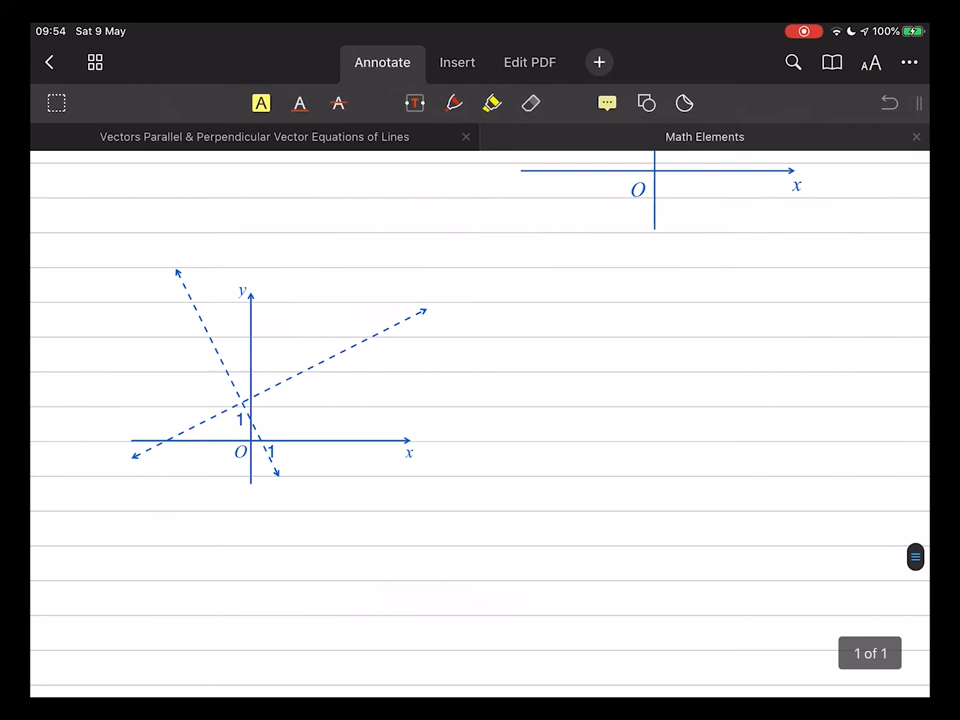 09:54 Sat 9 May 100%
Annotate Insert Edit PDF
A A A T AA
Vectors Parallel & Perpendicular Vector Equations of Lines
Math Elements
O x
y
1
O 1 x
1 of 1